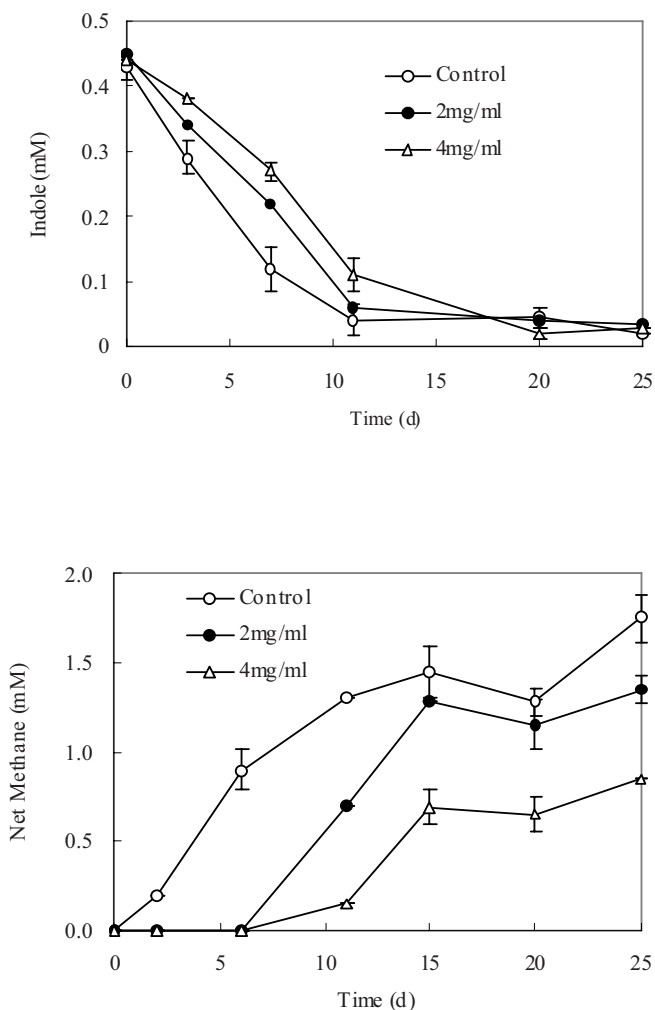 0.5
0.4
0.3
0.2
0.1
0
Indole (mM)
Control
2mg/ml
4mg/ml
0 5 10 15 20 25
Time (d)
2.0
1.5
1.0
0.5
0.0
Net Methane (mM)
Control
2mg/ml
4mg/ml
0 5 10 15 20 25
Time (d)